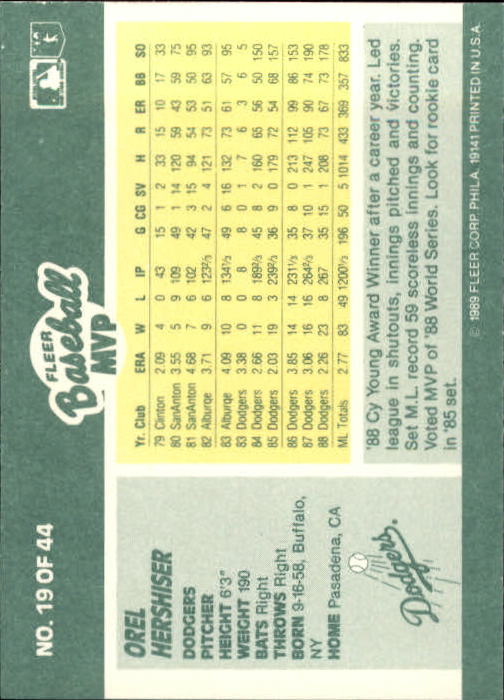 NO. 19 OF 44
FLEER
Baseball
MVP
OREL
HERSHISER
DODGERS
PITCHER
HEIGHT 6'3"
WEIGHT 190
BATS Right
THROWS Right
BORN 9-16-58, Buffalo,
NY
HOME Pasadena, CA
Dodgers
Yr. Club ERA W L IP G CG SV H R ER BB SO
79 Clinton 2.09 4 0 43 15 1 2 33 15 10 17 33
80 SanAnton 3.55 5 9 109 49 1 14 120 59 43 59 75
81 SanAnton 4.68 7 6 102 42 3 15 94 54 53 50 95
82 Alburqe 3.71 9 6 123⅔ 47 2 4 121 73 51 63 93
83 Alburqe 4.09 10 8 134⅓ 49 6 16 132 73 61 57 95
83 Dodgers 3.38 0 0 8 8 0 1 7 6 3 6 5
84 Dodgers 2.66 11 8 189⅔ 45 8 2 160 65 56 50 150
85 Dodgers 2.03 19 3 239⅔ 36 9 0 179 72 54 68 157
86 Dodgers 3.85 14 14 231⅓ 35 8 0 213 112 99 86 153
87 Dodgers 3.06 16 16 264⅔ 37 10 1 247 105 90 74 190
88 Dodgers 2.26 23 8 267 35 15 1 208 73 67 73 178
ML Totals 2.77 83 49 1200⅓ 196 50 5 1014 433 369 357 833
'88 Cy Young Award Winner after a career year. Led
league in shutouts, innings pitched and victories.
Set M.L. record 59 scoreless innings and counting.
Voted MVP of '88 World Series. Look for rookie card
in '85 set.
© 1989 FLEER CORP. PHILA. 19141 PRINTED IN U.S.A.